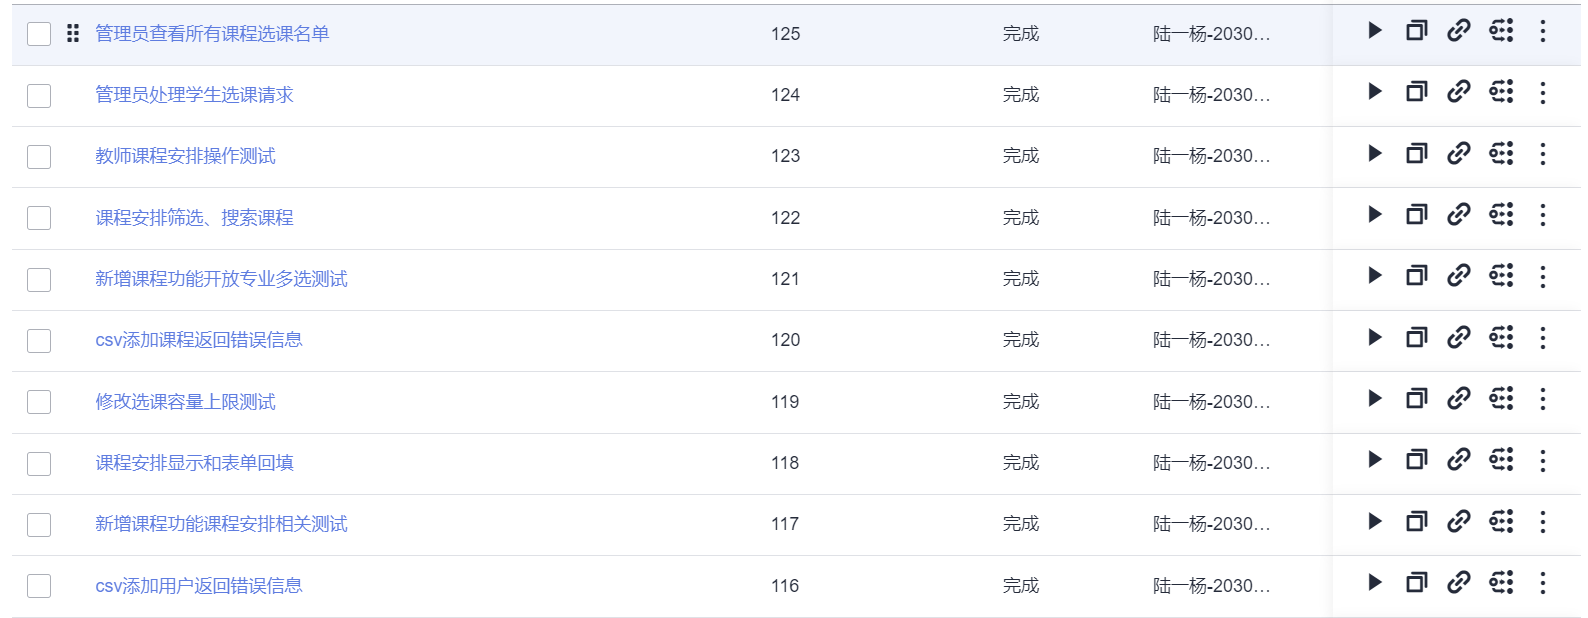 管理员查看所有课程选课名单 125 完成 陆一杨-2030...
管理员处理学生选课请求 124 完成 陆一杨-2030...
教师课程安排操作测试 123 完成 陆一杨-2030...
课程安排筛选、搜索课程 122 完成 陆一杨-2030...
新增课程功能开放专业多选测试 121 完成 陆一杨-2030...
csv添加课程返回错误信息 120 完成 陆一杨-2030...
修改选课容量上限测试 119 完成 陆一杨-2030...
课程安排显示和表单回填 118 完成 陆一杨-2030...
新增课程功能课程安排相关测试 117 完成 陆一杨-2030...
csv添加用户返回错误信息 116 完成 陆一杨-2030...